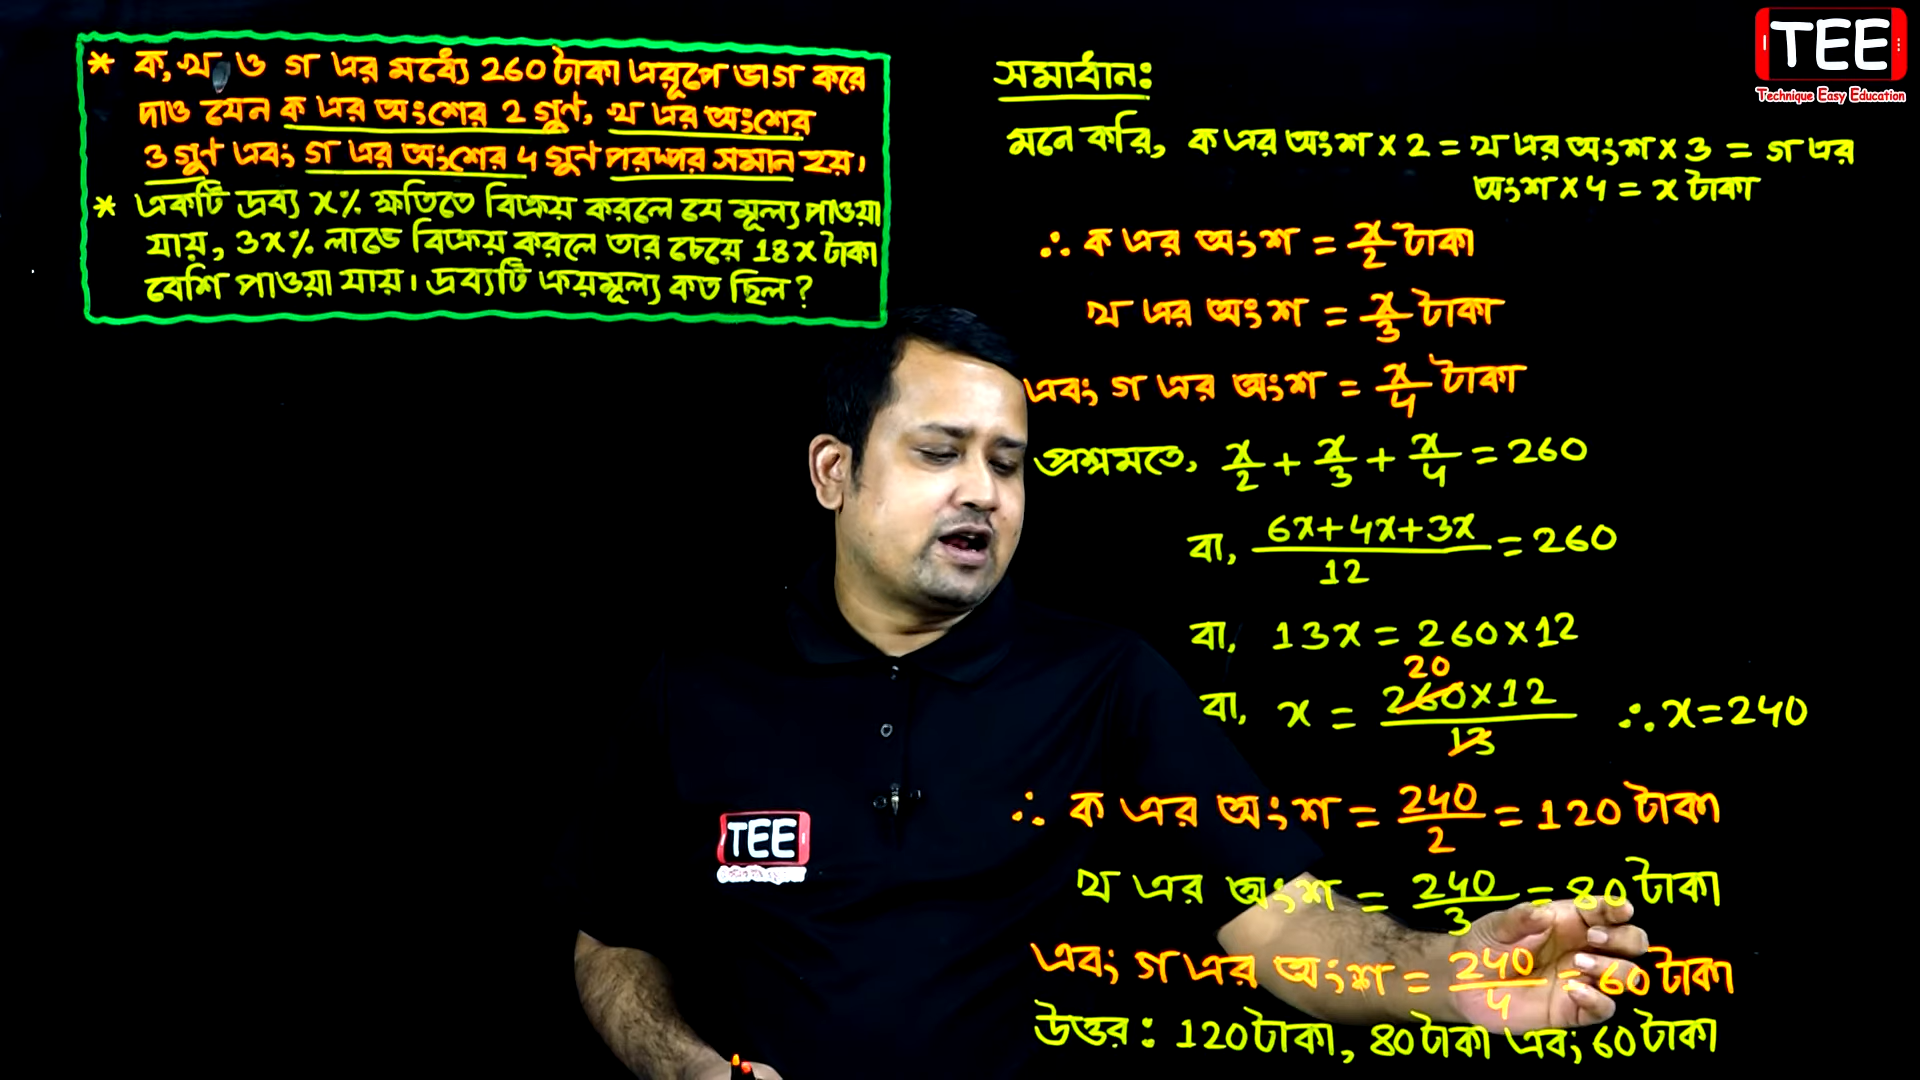 * ক, খ ও গ এর মধ্যে 260 টাকা এরূপে ভাগ করে
দাও যেন ক এর অংশের 2 গুণ, খ এর অংশের
3 গুণ এবং গ এর অংশের 4 গুণ পরস্পর সমান হয়।
* একটি দ্রব্য x% ক্ষতিতে বিক্রয় করলে যে মূল্য পাওয়া
যায়, 3x% লাভে বিক্রয় করলে তার চেয়ে 18x টাকা
বেশি পাওয়া যায়। দ্রব্যটি ক্রয়মূল্য কত ছিল?
TEE
Technique Easy Education
সমাধান:
মনে করি, ক এর অংশ × 2 = খ এর অংশ × 3 = গ এর
অংশ × 4 = x টাকা
∴ ক এর অংশ = x/2 টাকা
খ এর অংশ = x/3 টাকা
এবং গ এর অংশ = x/4 টাকা
প্রশ্নমতে, x/2 + x/3 + x/4 = 260
বা, (6x+4x+3x)/12 = 260
বা, 13x = 260×12
20
বা, x = 260×12/13 ∴ x=240
∴ ক এর অংশ = 240/2 = 120 টাকা
খ এর অংশ = 240/3 = 80 টাকা
এবং গ এর অংশ = 240/4 = 60 টাকা
উত্তর: 120 টাকা, 80 টাকা এবং 60 টাকা
TEE